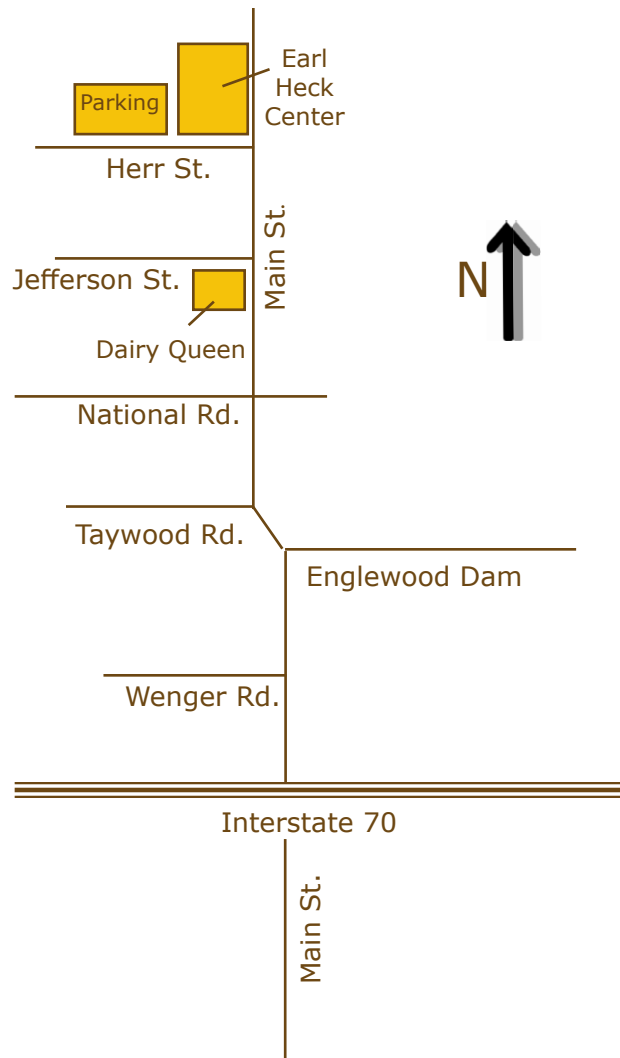 Earl
Heck
Center
Parking
Herr St.
Main St.
Jefferson St.
N
Dairy Queen
National Rd.
Taywood Rd.
Englewood Dam
Wenger Rd.
Interstate 70
Main St.